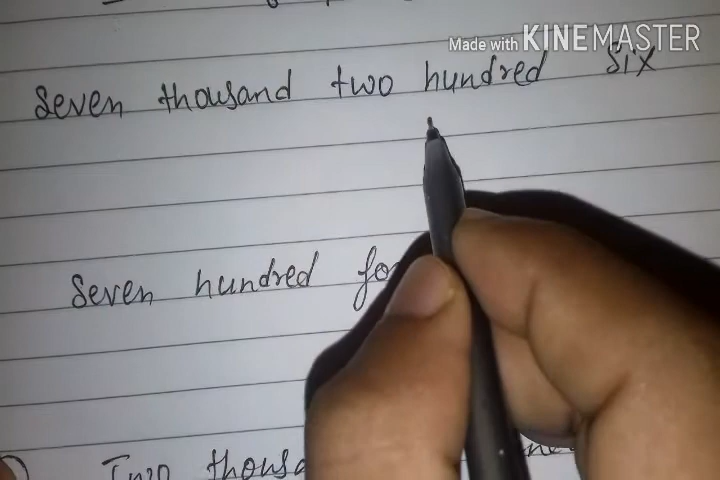 Made with KINEMASTER
Seven thousand two hundred six
Seven hundred
Two